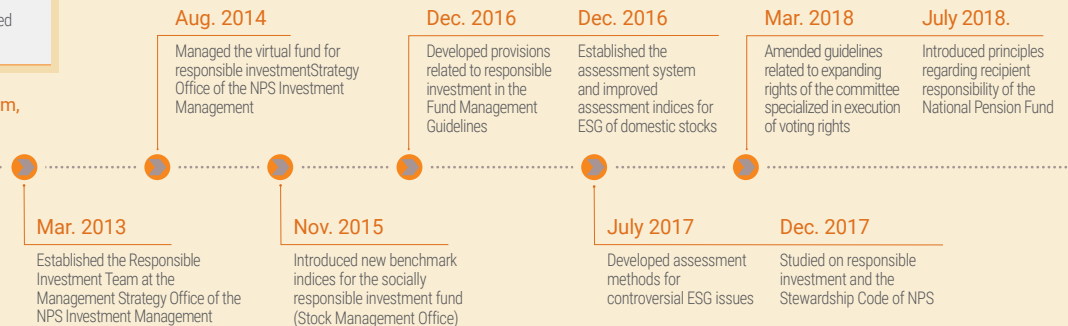 ed
m,
Aug. 2014
Managed the virtual fund for
responsible investmentStrategy
Office of the NPS Investment
Management
Dec. 2016
Developed provisions
related to responsible
investment in the
Fund Management
Guidelines
Dec. 2016
Established the
assessment system
and improved
assessment indices for
ESG of domestic stocks
Mar. 2018
Amended guidelines
related to expanding
rights of the committee
specialized in execution
of voting rights
July 2018.
Introduced principles
regarding recipient
responsibility of the
National Pension Fund
Mar. 2013
Established the Responsible
Investment Team at the
Management Strategy Office of the
NPS Investment Management
Nov. 2015
Introduced new benchmark
indices for the socially
responsible investment fund
(Stock Management Office)
July 2017
Developed assessment
methods for
controversial ESG issues
Dec. 2017
Studied on responsible
investment and the
Stewardship Code of NPS